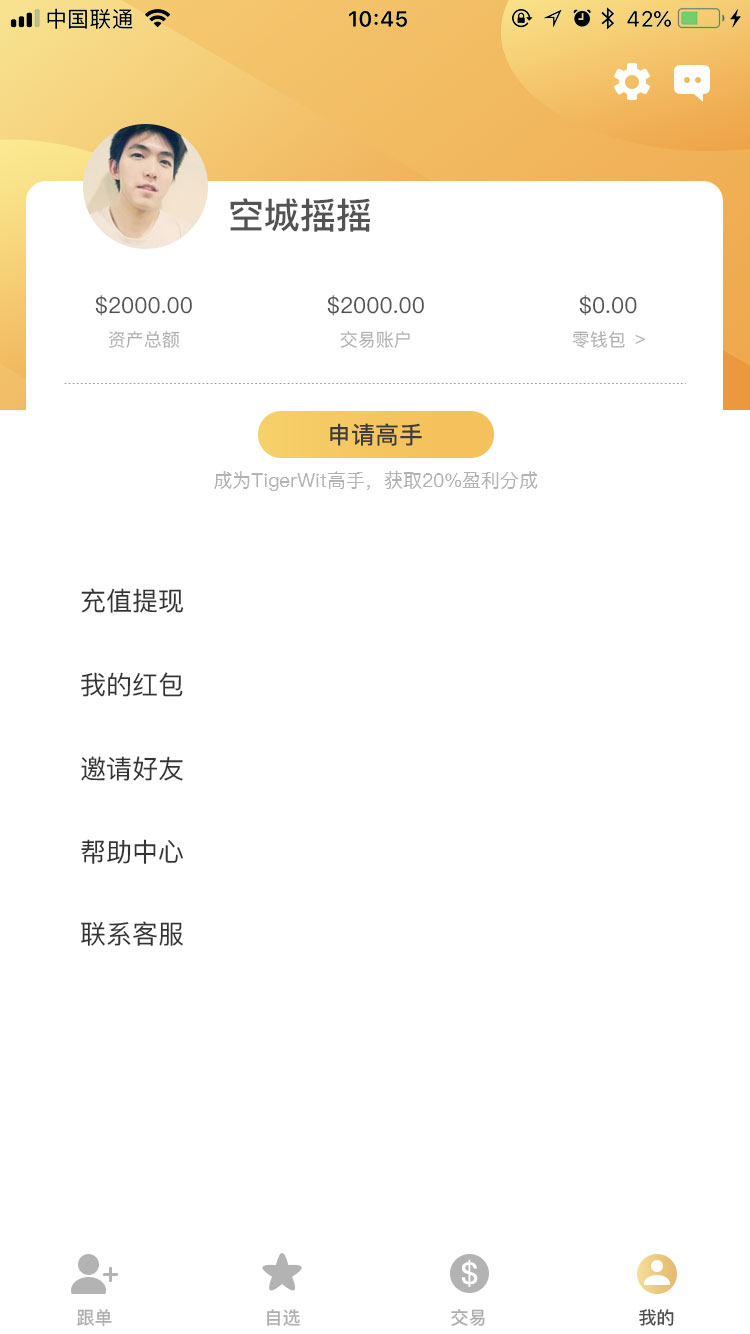 中国联通 10:45 42%
空城摇摇
$2000.00 $2000.00 $0.00
资产总额 交易账户 零钱包 >
申请高手
成为TigerWit高手，获取20%盈利分成
充值提现
我的红包
邀请好友
帮助中心
联系客服
跟单 自选 交易 我的